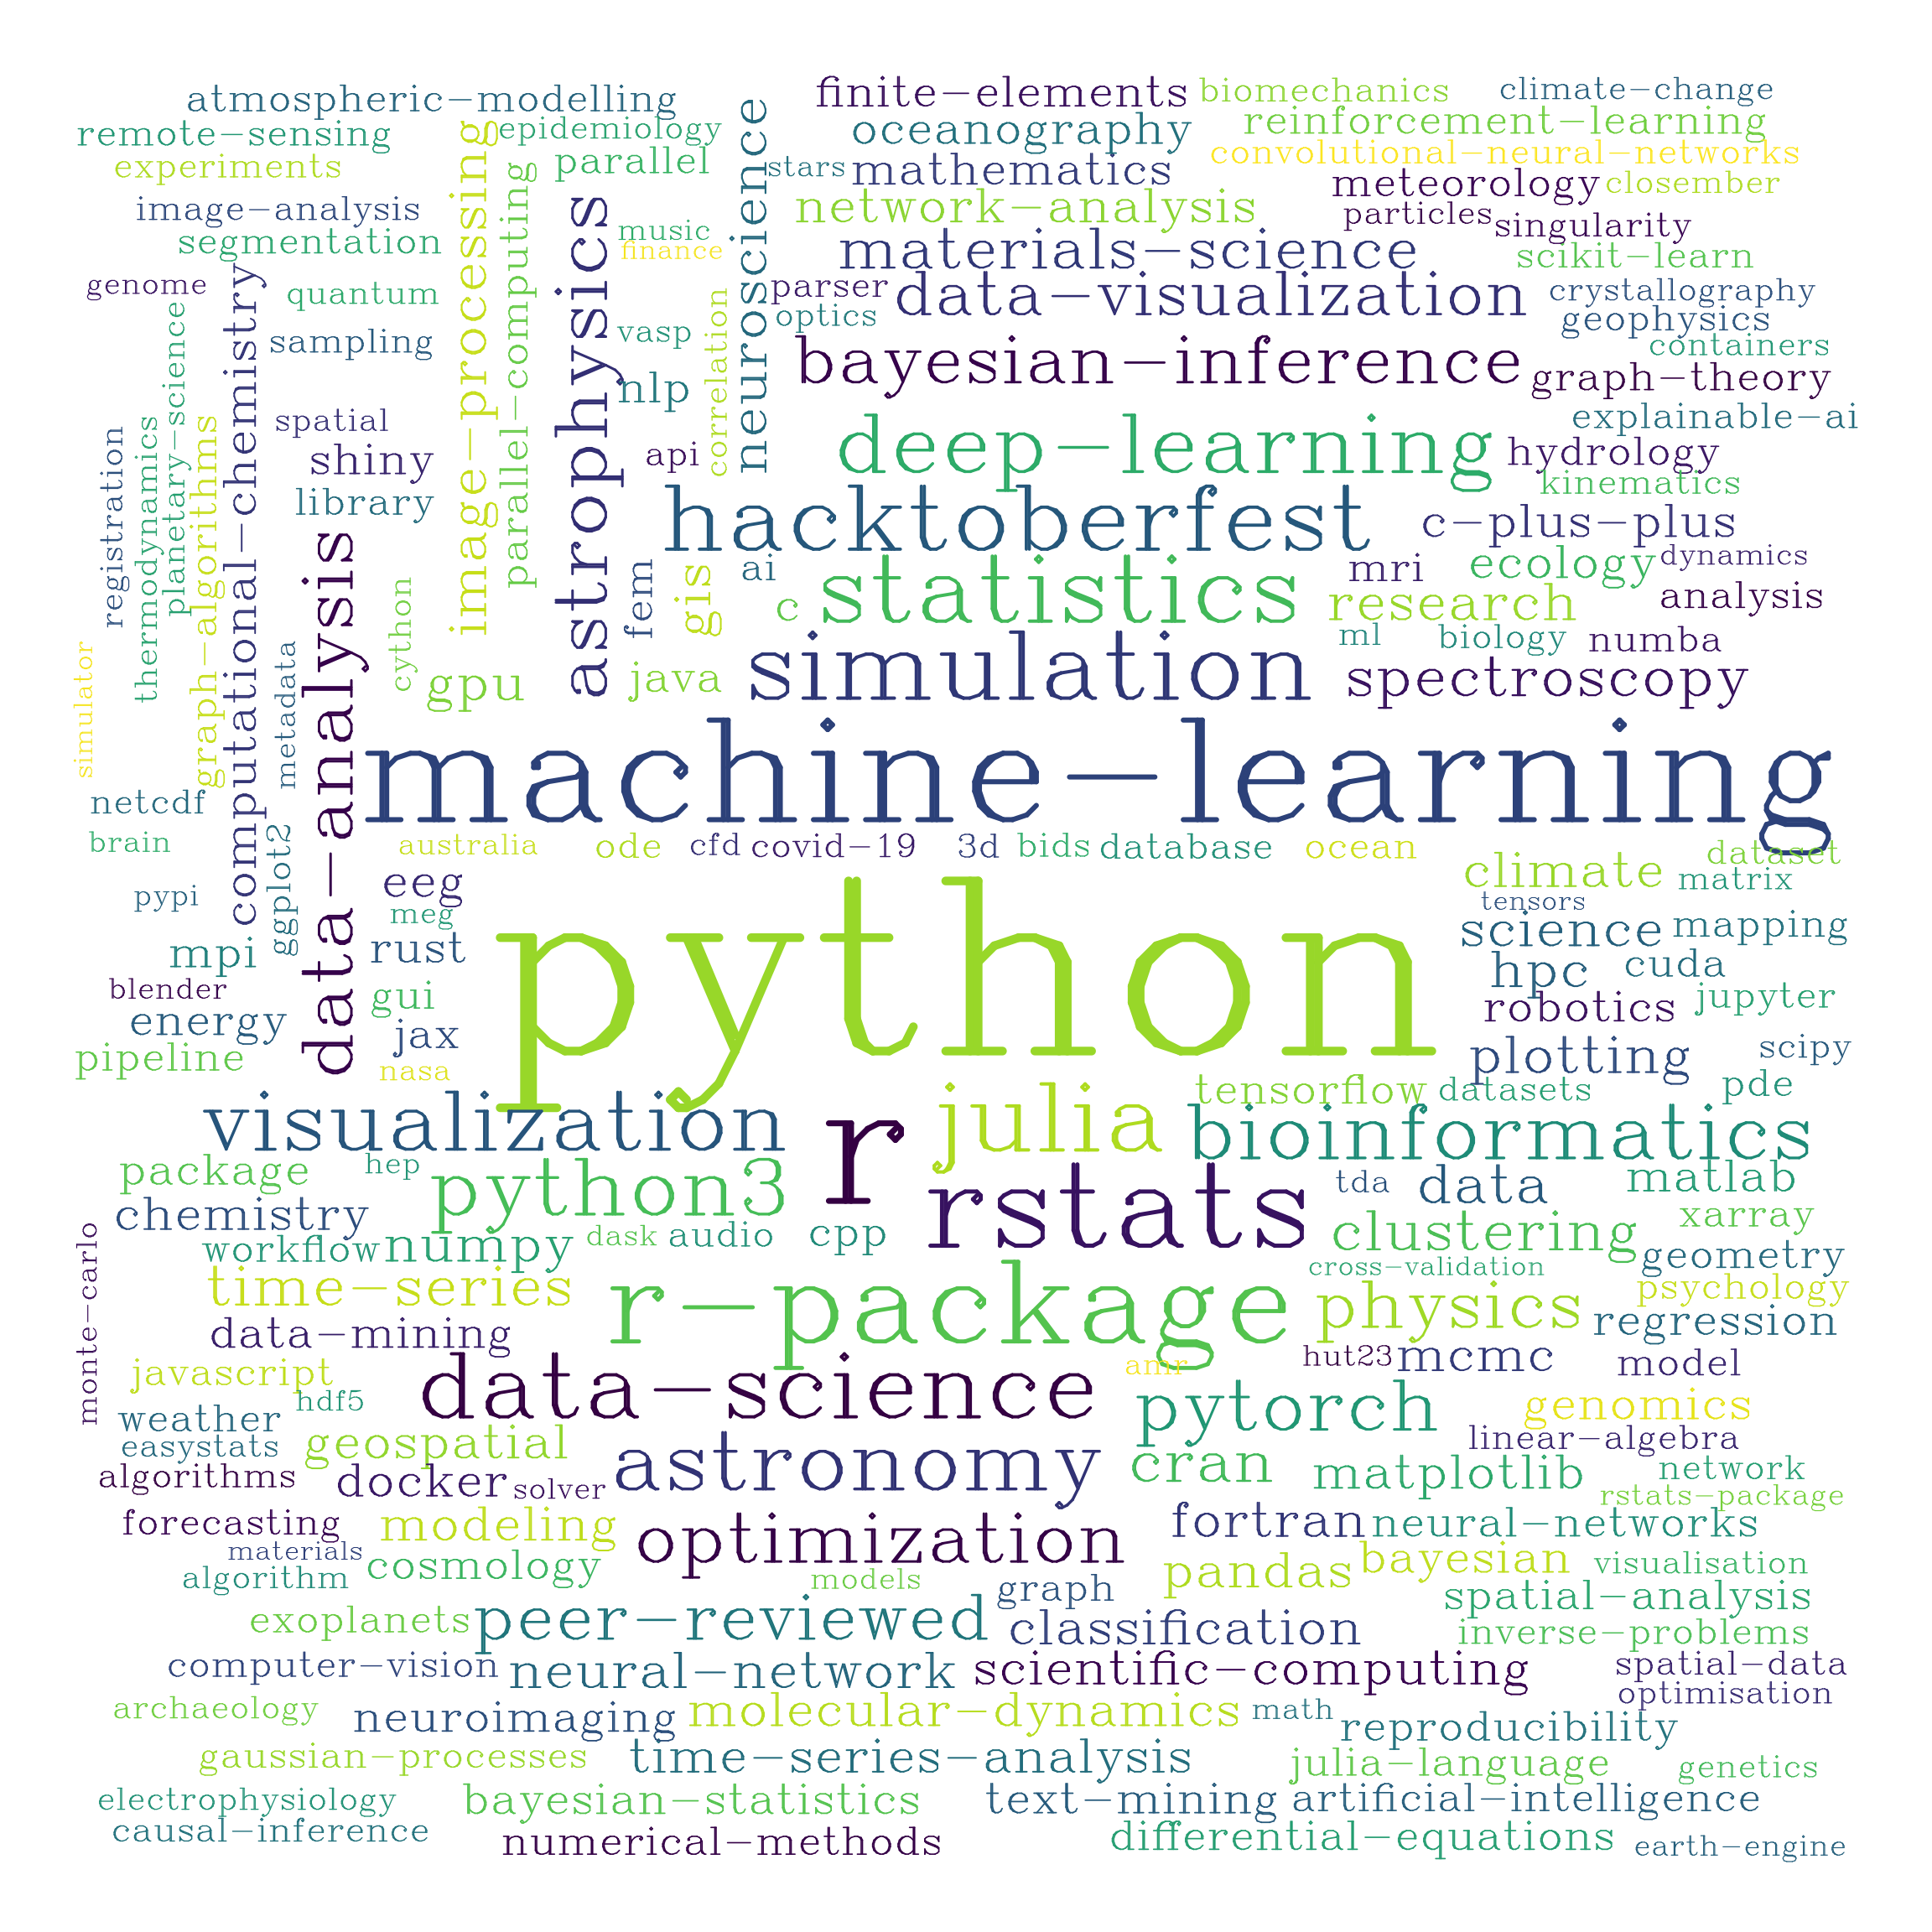 atmospheric-modelling
remote-sensing
experiments
image-analysis
segmentation
genome
quantum
sampling
spatial
shiny
library
registration
thermodynamics
planetary-science
graph-algorithms
computational-chemistry
simulator
metadata
data-analysis
cython
image-processing
parallel-computing
epidemiology
parallel
astrophysics
music
finance
vasp
nlp
correlation
api
neuroscience
stars
fem
gis
ai
gpu
java
c
finite-elements
biomechanics
climate-change
oceanography
reinforcement-learning
mathematics
convolutional-neural-networks
meteorology
closember
network-analysis
particles
singularity
materials-science
scikit-learn
parser
data-visualization
crystallography
optics
geophysics
containers
bayesian-inference
graph-theory
explainable-ai
deep-learning
hydrology
kinematics
hacktoberfest
c-plus-plus
dynamics
statistics
mri
ecology
research
analysis
ml
biology
numba
simulation
spectroscopy
machine-learning
netcdf
brain
ggplot2
australia
ode
cfd
covid-19
3d
bids
database
ocean
dataset
climate
matrix
pypi
eeg
meg
tensors
science
mapping
mpi
rust
python
hpc
cuda
blender
gui
robotics
jupyter
energy
jax
pipeline
nasa
plotting
scipy
visualization
julia
tensorflow
datasets
pde
r
bioinformatics
package
hep
python3
rstats
tda
data
matlab
chemistry
xarray
workflow
numpy
dask
audio
cpp
clustering
geometry
monte-carlo
time-series
r-package
cross-validation
psychology
physics
regression
data-mining
javascript
amr
hut23
mcmc
model
hdf5
data-science
pytorch
genomics
weather
easystats
geospatial
linear-algebra
algorithms
docker
solver
astronomy
cran
matplotlib
network
rstats-package
forecasting
modeling
optimization
fortran
neural-networks
materials
algorithm
cosmology
models
graph
pandas
bayesian
visualisation
spatial-analysis
exoplanets
peer-reviewed
classification
inverse-problems
computer-vision
neural-network
scientific-computing
spatial-data
optimisation
archaeology
neuroimaging
molecular-dynamics
math
reproducibility
gaussian-processes
time-series-analysis
julia-language
genetics
electrophysiology
bayesian-statistics
text-mining
artificial-intelligence
causal-inference
numerical-methods
differential-equations
earth-engine